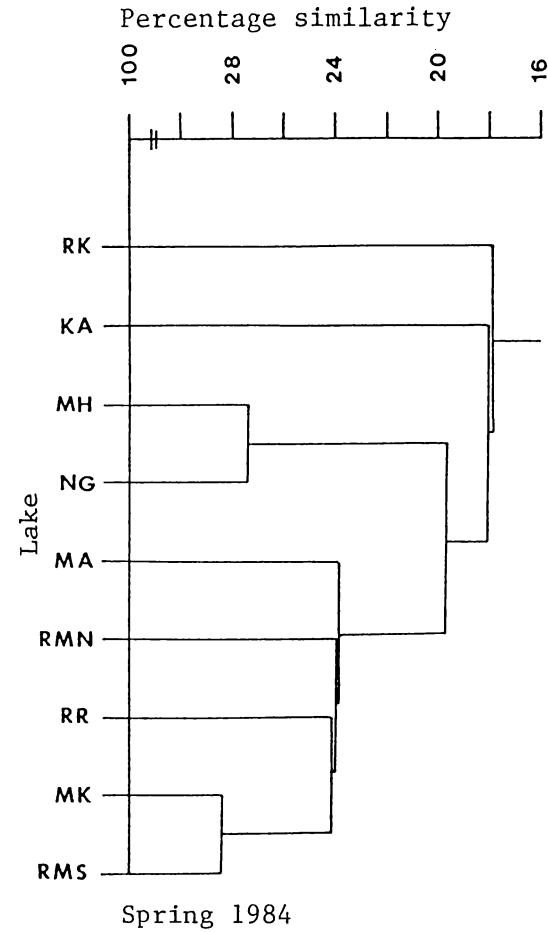 Percentage similarity
100 28 24 20 16
RK
KA
MH
NG
Lake
MA
RMN
RR
MK
RMS
Spring 1984